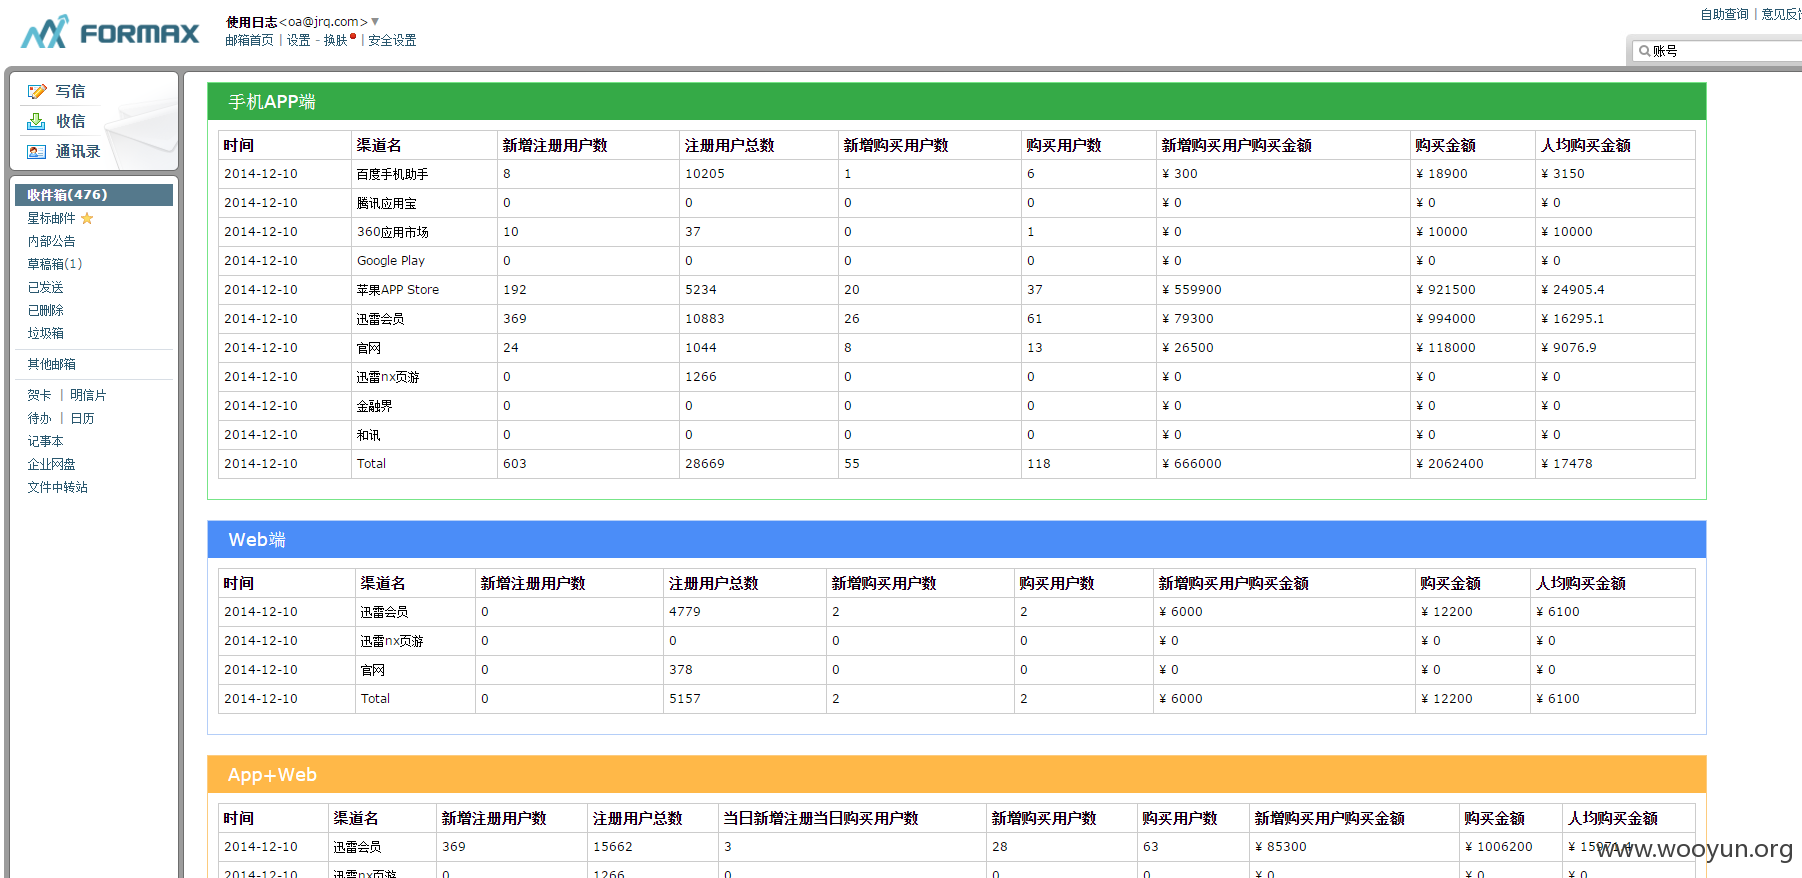 FORMAX
使用日志<oa@jrq.com>
邮箱首页 | 设置 - 换肤 | 安全设置
自助查询 | 意见反
账号
写信
收信
通讯录
收件箱(476)
星标邮件
内部公告
草稿箱(1)
已发送
已删除
垃圾箱
其他邮箱
贺卡 | 明信片
待办 | 日历
记事本
企业网盘
文件中转站
手机APP端
时间 渠道名 新增注册用户数 注册用户总数 新增购买用户数 购买用户数 新增购买用户购买金额 购买金额 人均购买金额
2014-12-10 百度手机助手 8 10205 1 6 ¥ 300 ¥ 18900 ¥ 3150
2014-12-10 腾讯应用宝 0 0 0 0 ¥ 0 ¥ 0 ¥ 0
2014-12-10 360应用市场 10 37 0 1 ¥ 0 ¥ 10000 ¥ 10000
2014-12-10 Google Play 0 0 0 0 ¥ 0 ¥ 0 ¥ 0
2014-12-10 苹果APP Store 192 5234 20 37 ¥ 559900 ¥ 921500 ¥ 24905.4
2014-12-10 迅雷会员 369 10883 26 61 ¥ 79300 ¥ 994000 ¥ 16295.1
2014-12-10 官网 24 1044 8 13 ¥ 26500 ¥ 118000 ¥ 9076.9
2014-12-10 迅雷nx页游 0 1266 0 0 ¥ 0 ¥ 0 ¥ 0
2014-12-10 金融界 0 0 0 0 ¥ 0 ¥ 0 ¥ 0
2014-12-10 和讯 0 0 0 0 ¥ 0 ¥ 0 ¥ 0
2014-12-10 Total 603 28669 55 118 ¥ 666000 ¥ 2062400 ¥ 17478
Web端
时间 渠道名 新增注册用户数 注册用户总数 新增购买用户数 购买用户数 新增购买用户购买金额 购买金额 人均购买金额
2014-12-10 迅雷会员 0 4779 2 2 ¥ 6000 ¥ 12200 ¥ 6100
2014-12-10 迅雷nx页游 0 0 0 0 ¥ 0 ¥ 0 ¥ 0
2014-12-10 官网 0 378 0 0 ¥ 0 ¥ 0 ¥ 0
2014-12-10 Total 0 5157 2 2 ¥ 6000 ¥ 12200 ¥ 6100
App+Web
时间 渠道名 新增注册用户数 注册用户总数 当日新增注册当日购买用户数 新增购买用户数 购买用户数 新增购买用户购买金额 购买金额 人均购买金额
2014-12-10 迅雷会员 369 15662 3 28 63 ¥ 85300 ¥ 1006200 ¥ 15971.4
www.wooyun.org
2014-12-10 迅雷nx页游 0 1266 0 0 0 ¥ 0 ¥ 0 ¥ 0